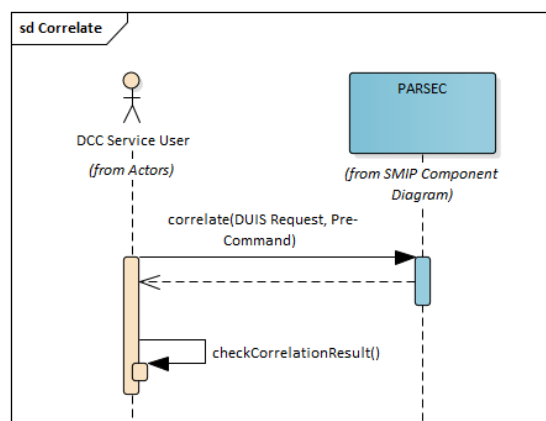 sd Correlate
PARSEC
DCC Service User
(from Actors)
(from SMIP Component
Diagram)
correlate(DUIS Request, Pre-
Command)
checkCorrelationResult()